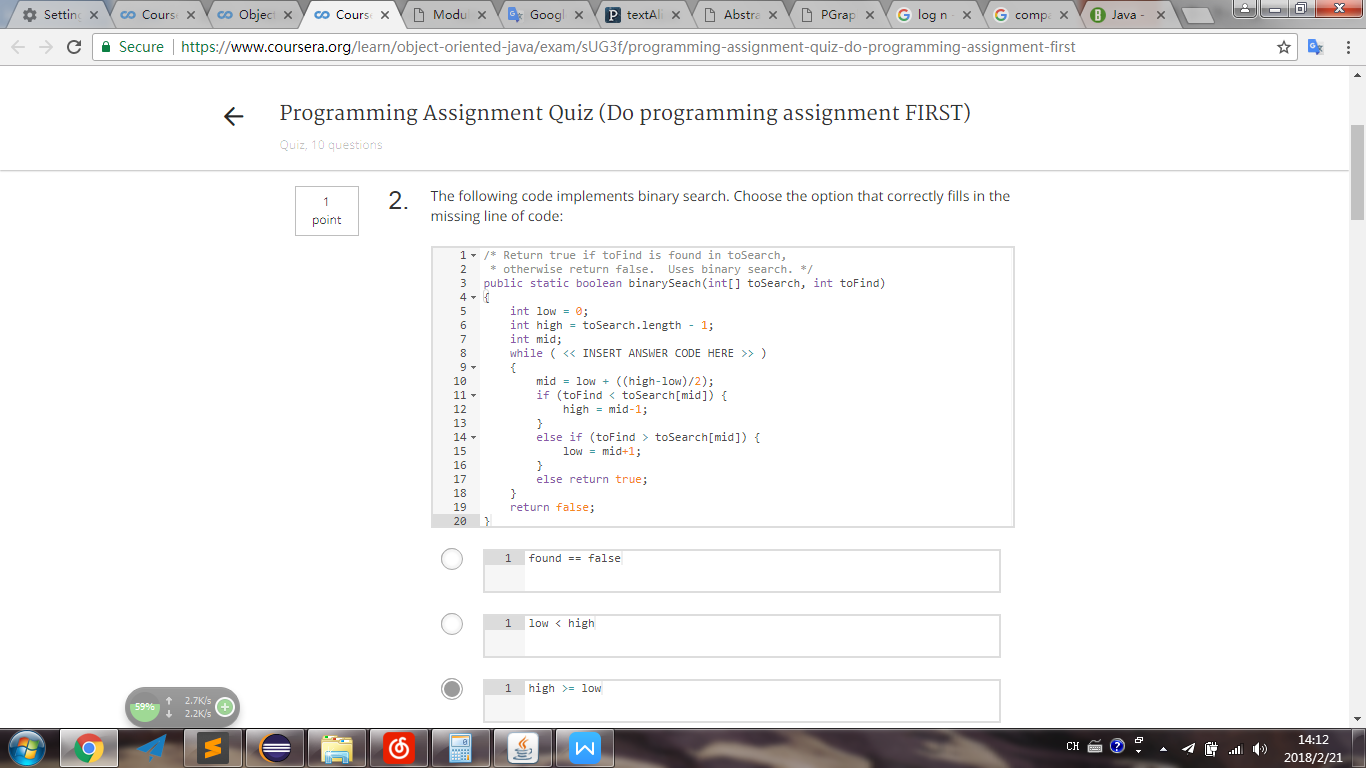 Setting
Course
Object
Course
Modul
Googl
textAli
Abstra
PGrap
log n -
compa
Java -
Secure
https://www.coursera.org/learn/object-oriented-java/exam/sUG3f/programming-assignment-quiz-do-programming-assignment-first
Programming Assignment Quiz (Do programming assignment FIRST)
Quiz, 10 questions
1
point
2.
The following code implements binary search. Choose the option that correctly fills in the
missing line of code:
1 /* Return true if toFind is found in toSearch,
2 * otherwise return false. Uses binary search. */
3 public static boolean binarySeach(int[] toSearch, int toFind)
4 {
5 int low = 0;
6 int high = toSearch.length - 1;
7 int mid;
8 while ( << INSERT ANSWER CODE HERE >> )
9 {
10 mid = low + ((high-low)/2);
11 if (toFind < toSearch[mid]) {
12 high = mid-1;
13 }
14 else if (toFind > toSearch[mid]) {
15 low = mid+1;
16 }
17 else return true;
18 }
19 return false;
20 }
1 found == false
1 low < high
1 high >= low
59%
2.7K/s
2.2K/s
CH
14:12
2018/2/21